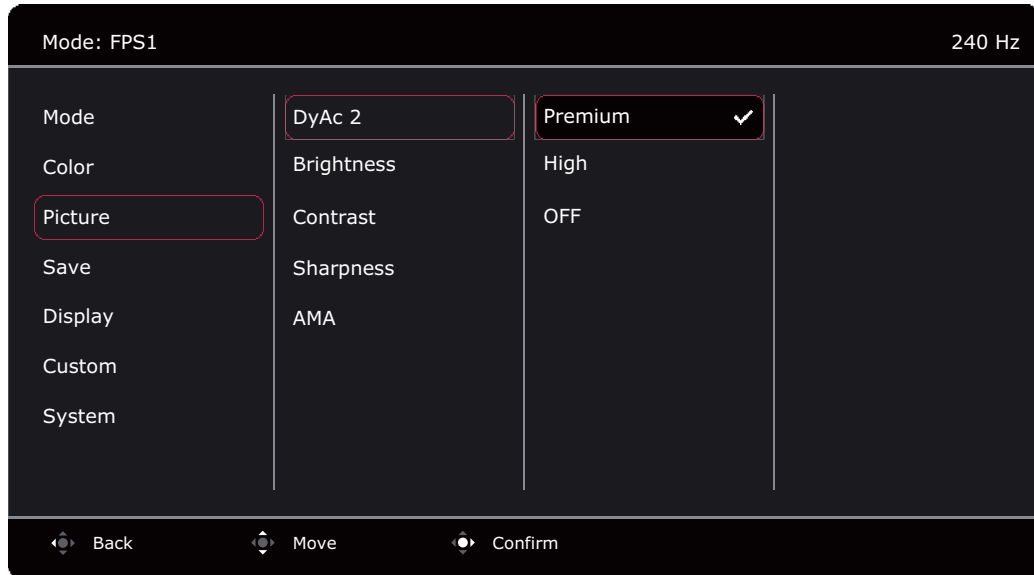 Mode: FPS1
240 Hz
Mode
Color
Picture
Save
Display
Custom
System
DyAc 2
Brightness
Contrast
Sharpness
AMA
Premium
High
OFF
Back
Move
Confirm